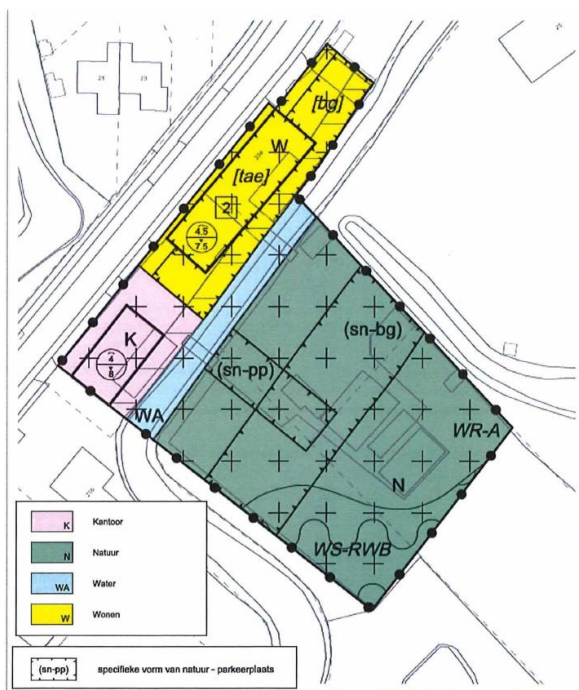 [bg]
W
[tae]
2
4.5
7.5
K
4
8
WA
(sn-bg)
(sn-pp)
WR-A
N
WS-RWB
K Kantoor
N Natuur
WA Water
W Wonen
(sn-pp) specifieke vorm van natuur - parkeerplaats